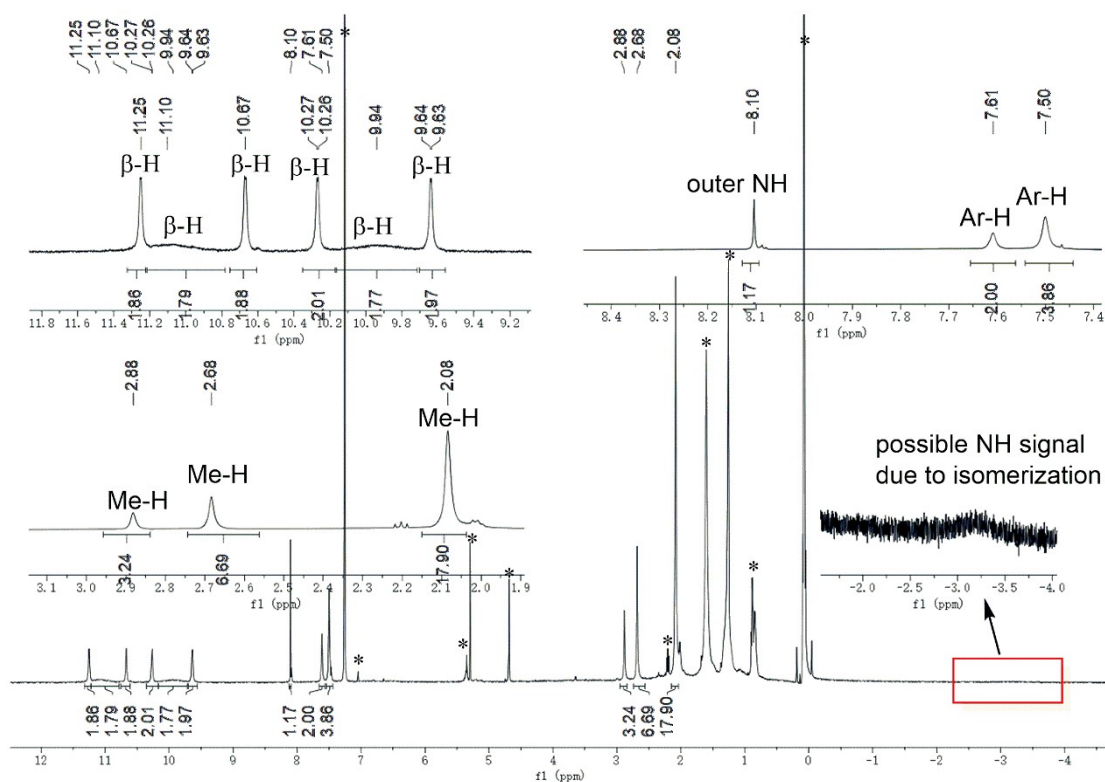 11.25
11.10
10.67
10.27
10.26
9.94
9.64
9.63
8.10
7.61
7.50
2.88
2.68
2.08
*
*
11.25
11.10
10.67
10.27
10.26
9.94
9.64
9.63
β-H
β-H
β-H
β-H
β-H
β-H
1.86
1.79
1.88
2.01
1.77
1.97
11.8 11.6 11.4 11.2 11.0 10.8 10.6 10.4 10.2 10.0 9.8 9.6 9.4 9.2
f1 (ppm)
8.10
7.61
7.50
outer NH
Ar-H
Ar-H
*
1.17
2.00
3.86
8.4 8.3 8.2 8.1 8.0 7.9 7.8 7.7 7.6 7.5 7.4
f1 (ppm)
2.88
2.68
2.08
Me-H
Me-H
Me-H
3.24
6.69
17.90
3.1 3.0 2.9 2.8 2.7 2.6 2.5 2.4 2.3 2.2 2.1 2.0 1.9
f1 (ppm)
possible NH signal
due to isomerization
-2.0 -2.5 -3.0 -3.5 -4.0
f1 (ppm)
*
*
*
*
*
*
*
1.86
1.79
1.88
2.01
1.77
1.97
1.17
2.00
3.86
3.24
6.69
17.90
12 11 10 9 8 7 6 5 4 3 2 1 0 -1 -2 -3 -4
f1 (ppm)